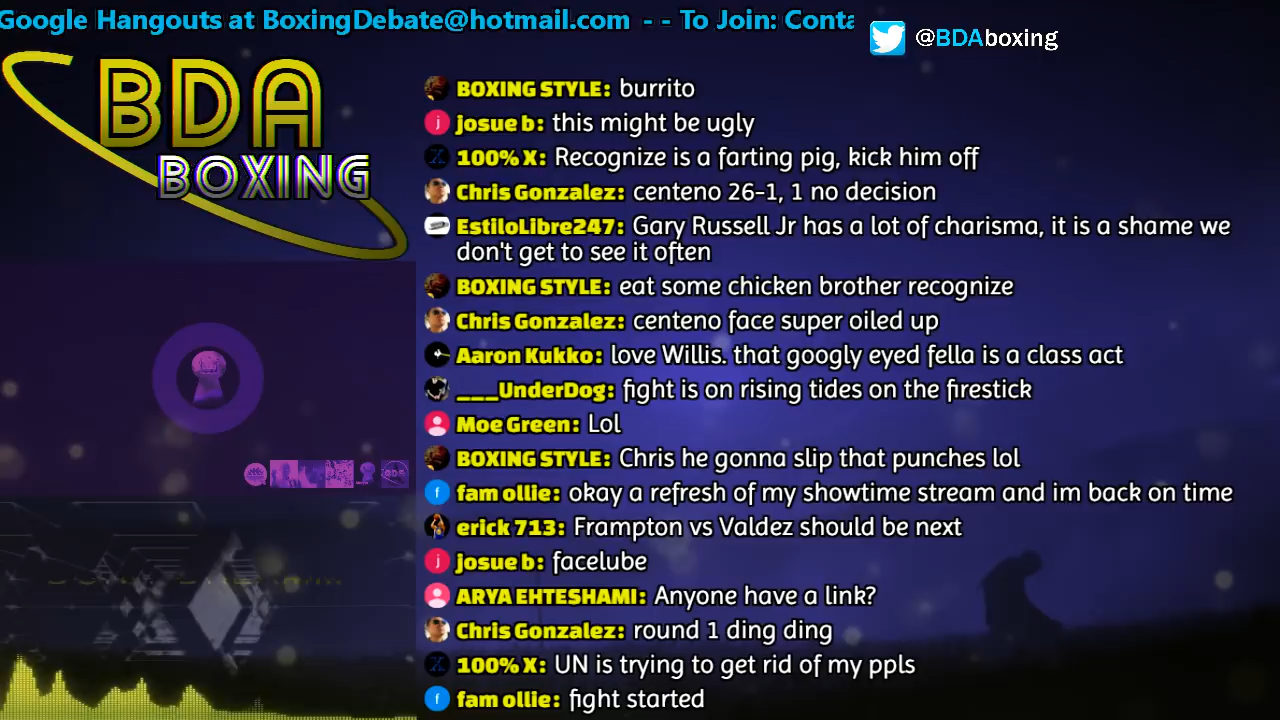 Google Hangouts at BoxingDebate@hotmail.com - - To Join: Conta
@BDAboxing
BDA
BOXING
BOXING STYLE: burrito
josue b: this might be ugly
100% X: Recognize is a farting pig, kick him off
Chris Gonzalez: centeno 26-1, 1 no decision
EstiloLibre247: Gary Russell Jr has a lot of charisma, it is a shame we
don't get to see it often
BOXING STYLE: eat some chicken brother recognize
Chris Gonzalez: centeno face super oiled up
Aaron Kukko: love Willis. that googly eyed fella is a class act
___UnderDog: fight is on rising tides on the firestick
Moe Green: Lol
BOXING STYLE: Chris he gonna slip that punches lol
fam ollie: okay a refresh of my showtime stream and im back on time
erick 713: Frampton vs Valdez should be next
josue b: facelube
ARYA EHTESHAMI: Anyone have a link?
Chris Gonzalez: round 1 ding ding
100% X: UN is trying to get rid of my ppls
fam ollie: fight started